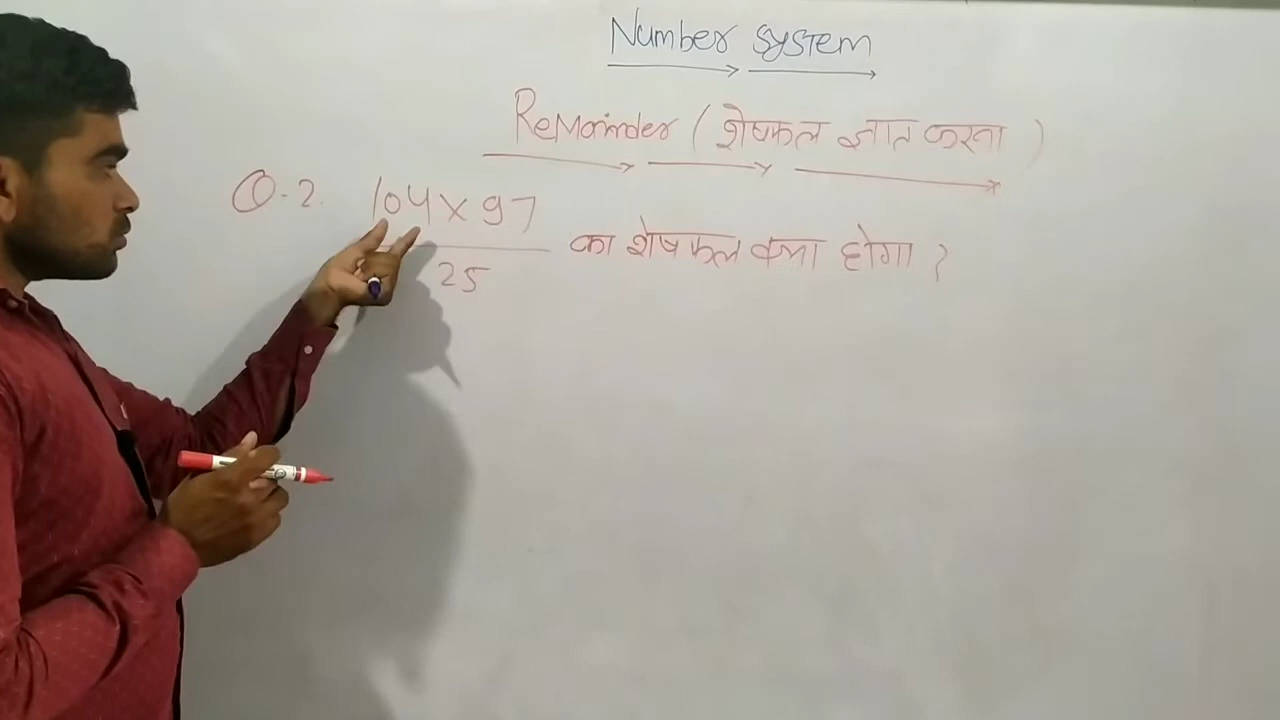 Number system
Remainder ( शेषफल ज्ञात करना )
Q.2. 104 x 97
25
का शेषफल क्या होगा ?